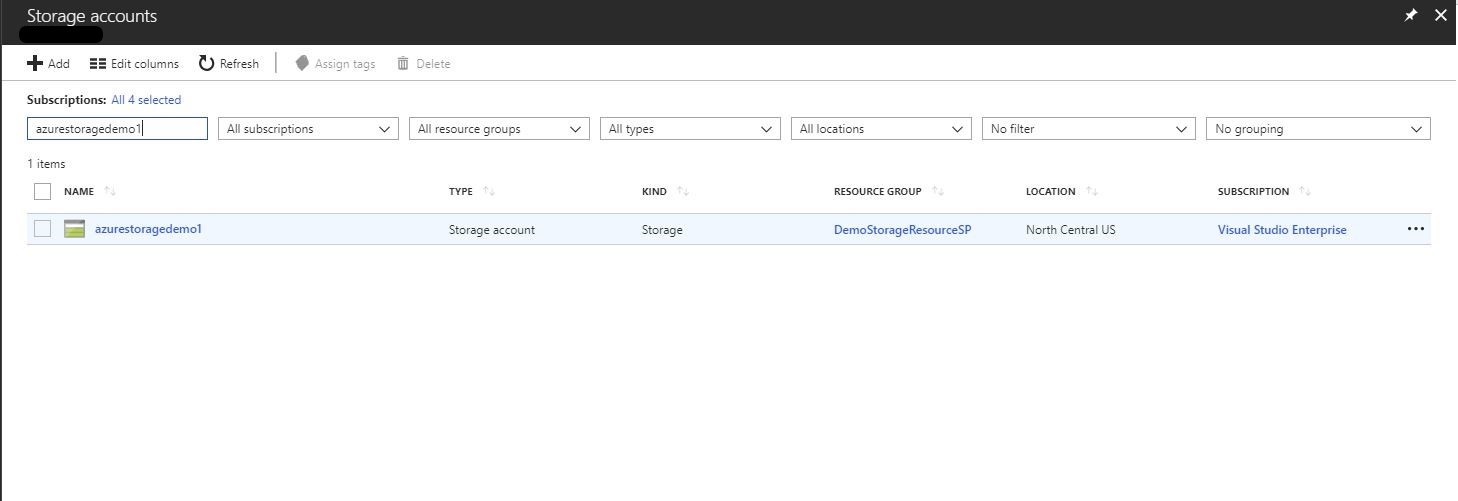 Storage accounts
Add Edit columns Refresh Assign tags Delete
Subscriptions: All 4 selected
azurestoragedemo1 All subscriptions All resource groups All types All locations No filter No grouping
1 items
NAME TYPE KIND RESOURCE GROUP LOCATION SUBSCRIPTION
azurestoragedemo1 Storage account Storage DemoStorageResourceSP North Central US Visual Studio Enterprise